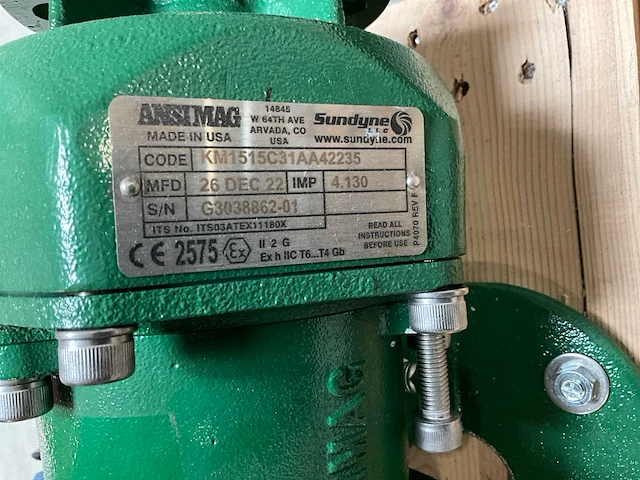 ANSIMAG
MADE IN USA
14845
W 64TH AVE
ARVADA, CO
USA
Sundyne
LLC
www.sundyne.com
CODE KM1515C31AA42235
MFD 26 DEC 22 IMP 4.130
S/N G3038862-01
ITS No. ITS03ATEX11180X
READ ALL
INSTRUCTIONS
BEFORE USE
P4070 REV F
CE 2575 Ex II 2 G
Ex h IIC T6...T4 Gb